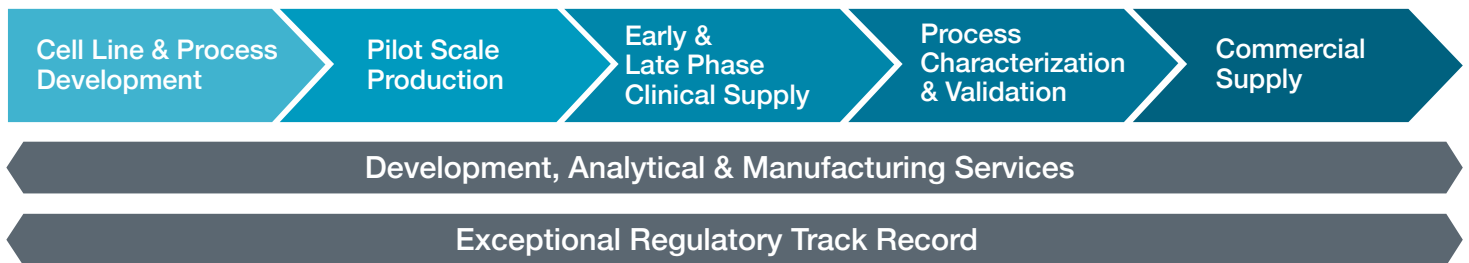 Cell Line & Process
Development
Pilot Scale
Production
Early &
Late Phase
Clinical Supply
Process
Characterization
& Validation
Commercial
Supply
Development, Analytical & Manufacturing Services
Exceptional Regulatory Track Record